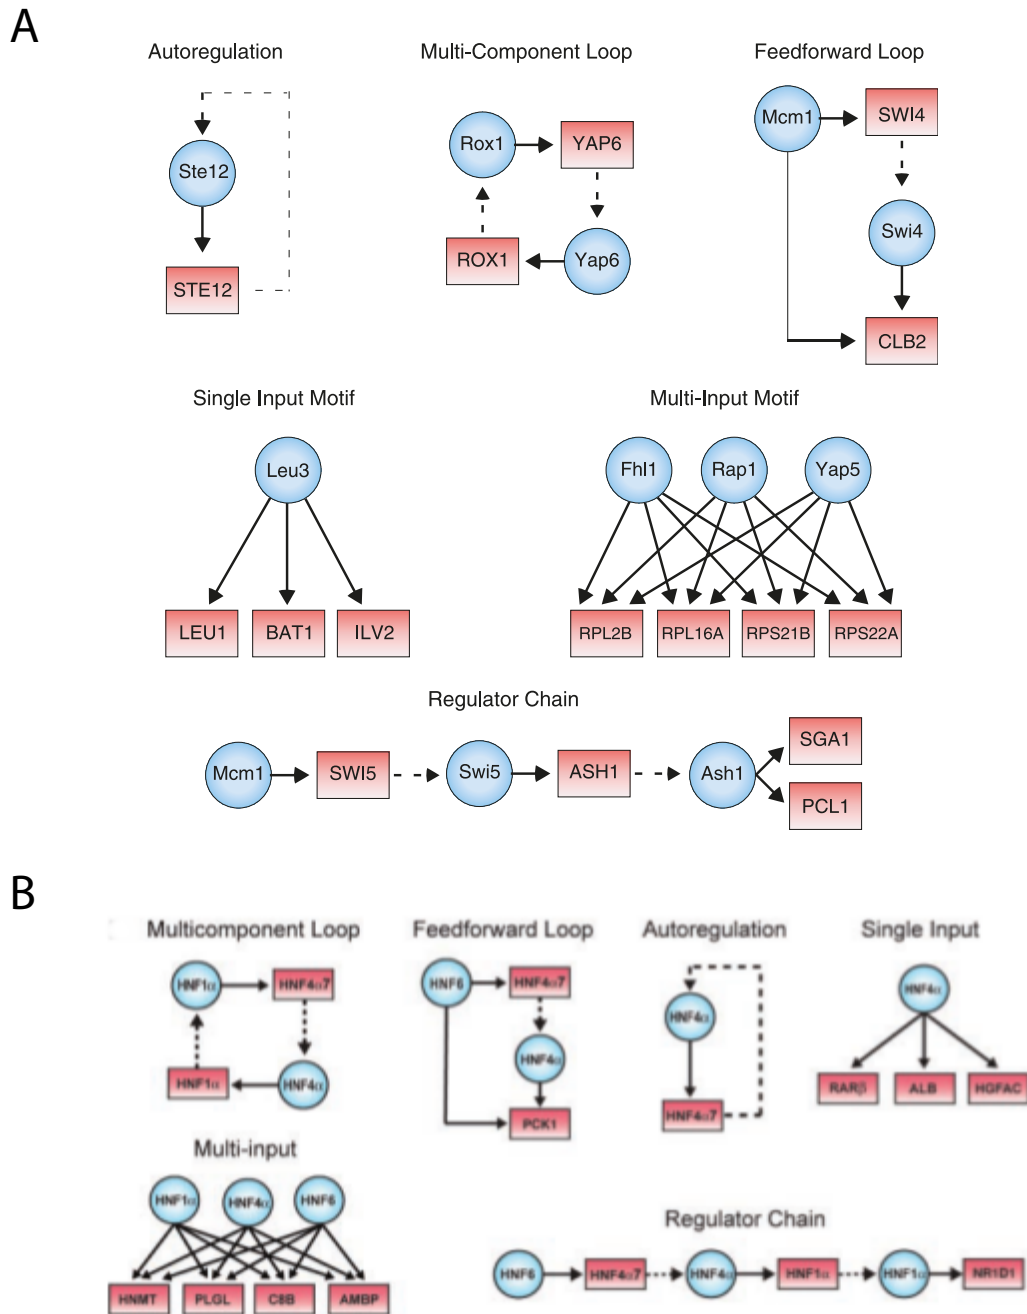 A
Autoregulation
Multi-Component Loop
Feedforward Loop
Ste12
STE12
Rox1
YAP6
ROX1
Yap6
Mcm1
SWI4
Swi4
CLB2
Single Input Motif
Multi-Input Motif
Leu3
LEU1
BAT1
ILV2
Fhl1
Rap1
Yap5
RPL2B
RPL16A
RPS21B
RPS22A
Regulator Chain
Mcm1
SWI5
Swi5
ASH1
Ash1
SGA1
PCL1
B
Multicomponent Loop
Feedforward Loop
Autoregulation
Single Input
HNF1α
HNF4α7
HNF1α
HNF4α
HNF6
HNF4α7
HNF4α
PCK1
HNF4α
HNF4α7
HNF4α
RARβ
ALB
HGFAC
Multi-input
HNF1α
HNF4α
HNF6
HNMT
PLGL
C8B
AMBP
Regulator Chain
HNF6
HNF4α7
HNF4α
HNF1α
HNF1α
NR1D1